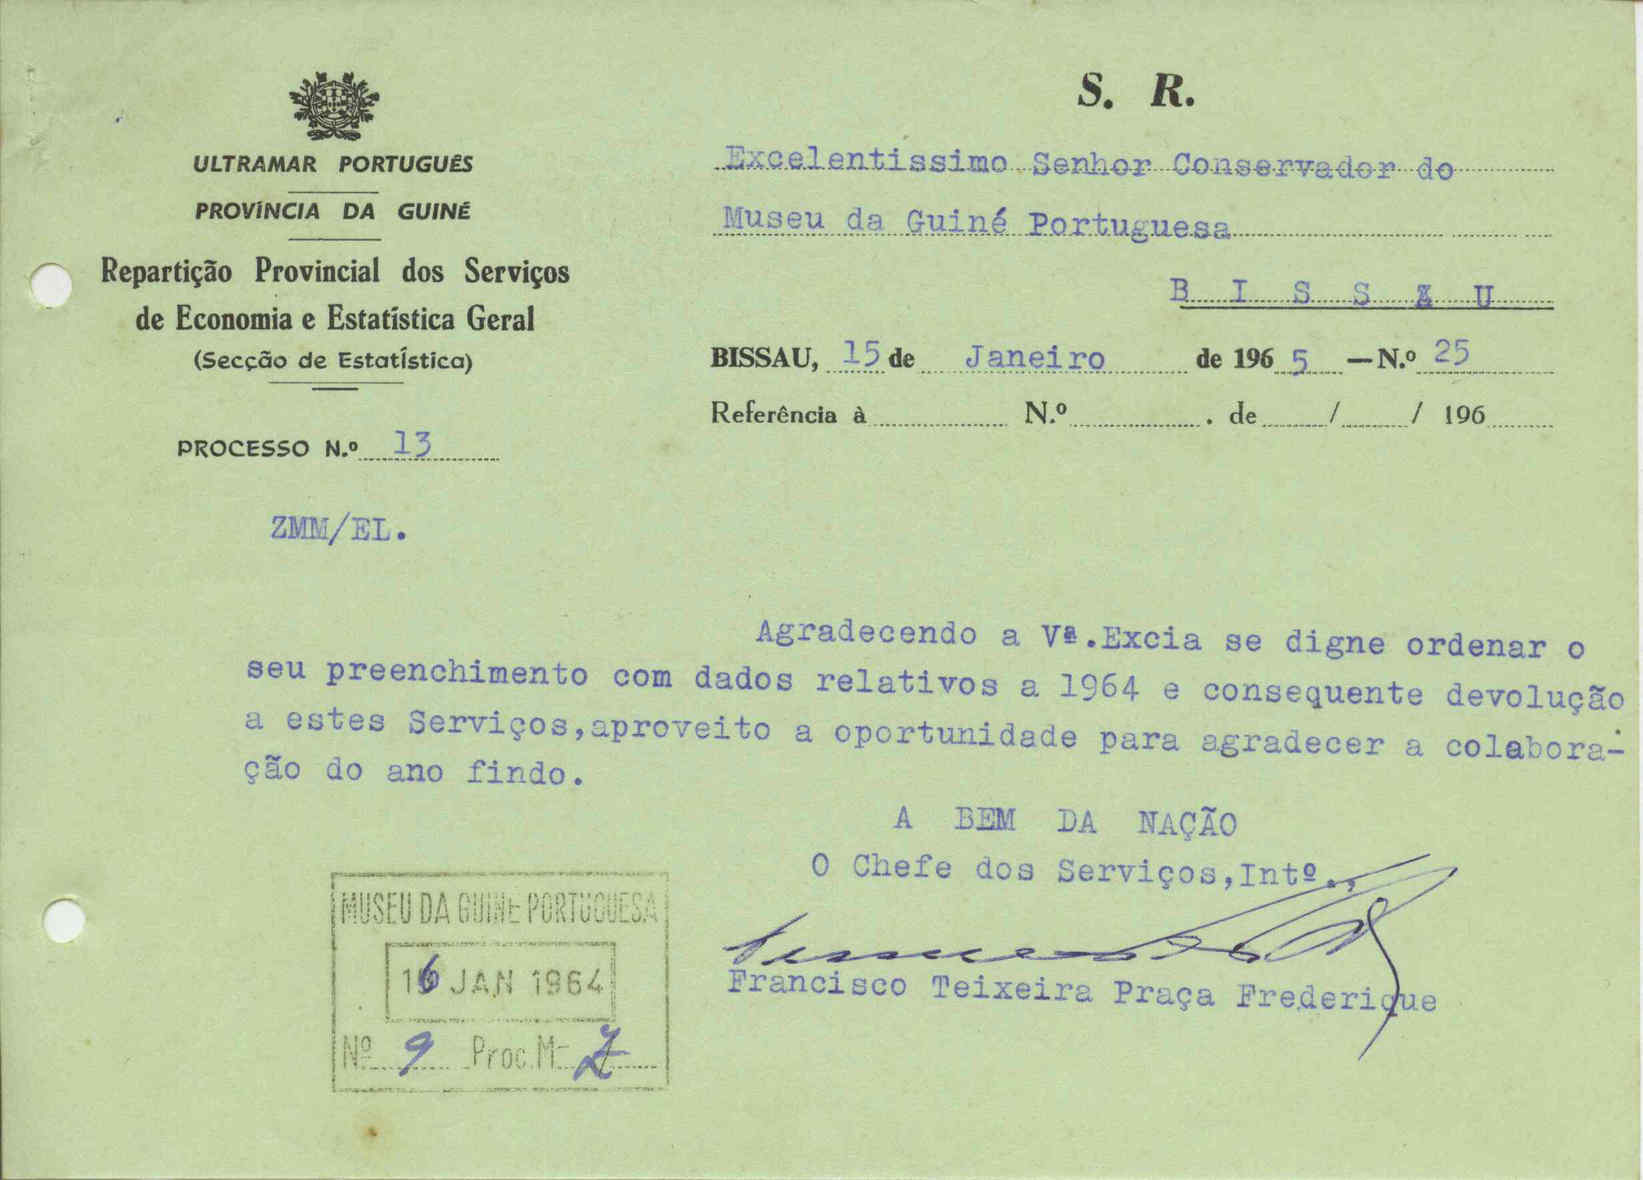 ULTRAMAR PORTUGUÊS
PROVÍNCIA DA GUINÉ
Repartição Provincial dos Serviços
de Economia e Estatística Geral
(Secção de Estatística)
PROCESSO N.º 13
ZMM/EL.
S. R.
Excelentissimo Senhor Conservador do
Museu da Guiné Portuguesa
B I S S A U
BISSAU, 15 de Janeiro de 1965 — N.º 25
Referência à N.º . de / / 196
Agradecendo a Vª.Excia se digne ordenar o
seu preenchimento com dados relativos a 1964 e consequente devolução
a estes Serviços,aproveito a oportunidade para agradecer a colabora-
ção do ano findo.
A BEM DA NAÇÃO
O Chefe dos Serviços,Intº.,
Francisco Teixeira Praça Frederique
MUSEU DA GUINÉ PORTUGUESA
16 JAN 1964
Nº 9 Proc.M-